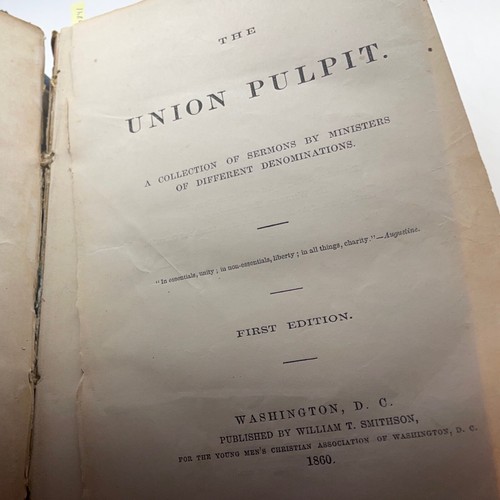 THE
UNION PULPIT.
A COLLECTION OF SERMONS BY MINISTERS
OF DIFFERENT DENOMINATIONS.
"In essentials, unity; in non-essentials, liberty; in all things, charity."—Augustine.
FIRST EDITION.
WASHINGTON, D. C.
PUBLISHED BY WILLIAM T. SMITHSON,
FOR THE YOUNG MEN'S CHRISTIAN ASSOCIATION OF WASHINGTON, D. C.
1860.